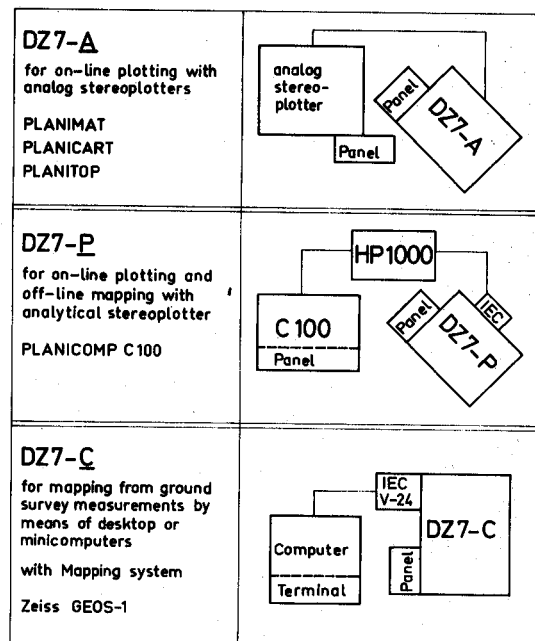 DZ7-A
for on-line plotting with
analog stereoplotters
PLANIMAT
PLANICART
PLANITOP
analog
stereo-
plotter
Panel
Panel
DZ7-A
DZ7-P
for on-line plotting and
off-line mapping with
analytical stereoplotter
PLANICOMP C100
HP1000
C100
Panel
Panel
IEC
DZ7-P
DZ7-C
for mapping from ground
survey measurements by
means of desktop or
minicomputers
with Mapping system
Zeiss GEOS-1
IEC
V-24
DZ7-C
Computer
Terminal
Panel